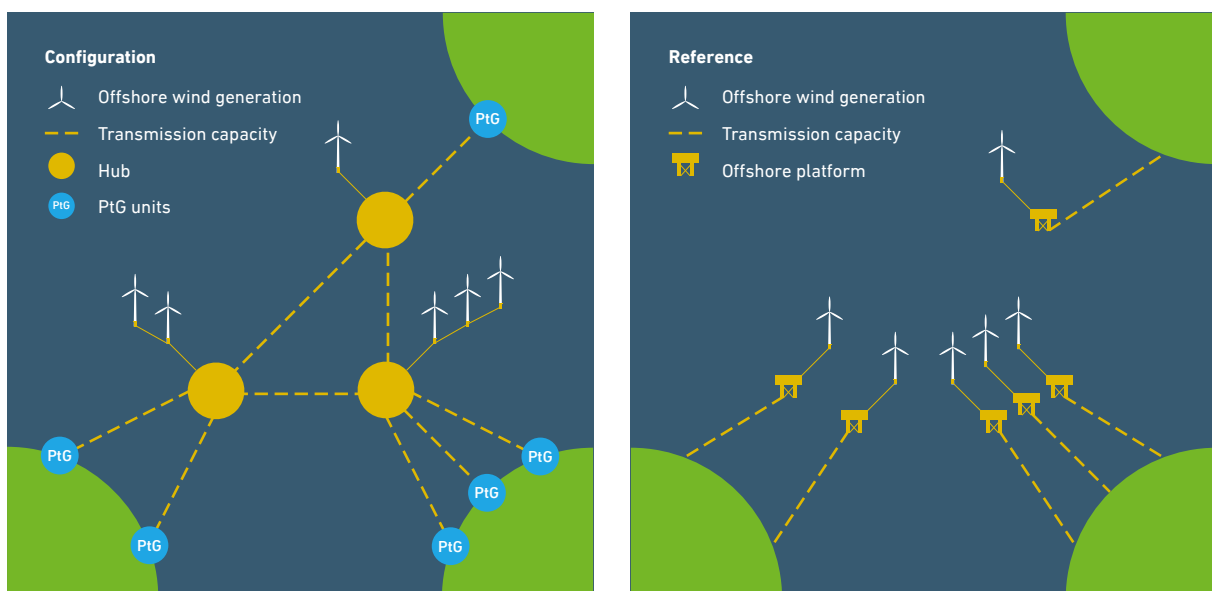 Configuration
Offshore wind generation
Transmission capacity
Hub
PtG
PtG units
PtG
PtG
PtG
PtG
PtG
PtG
Reference
Offshore wind generation
Transmission capacity
Offshore platform